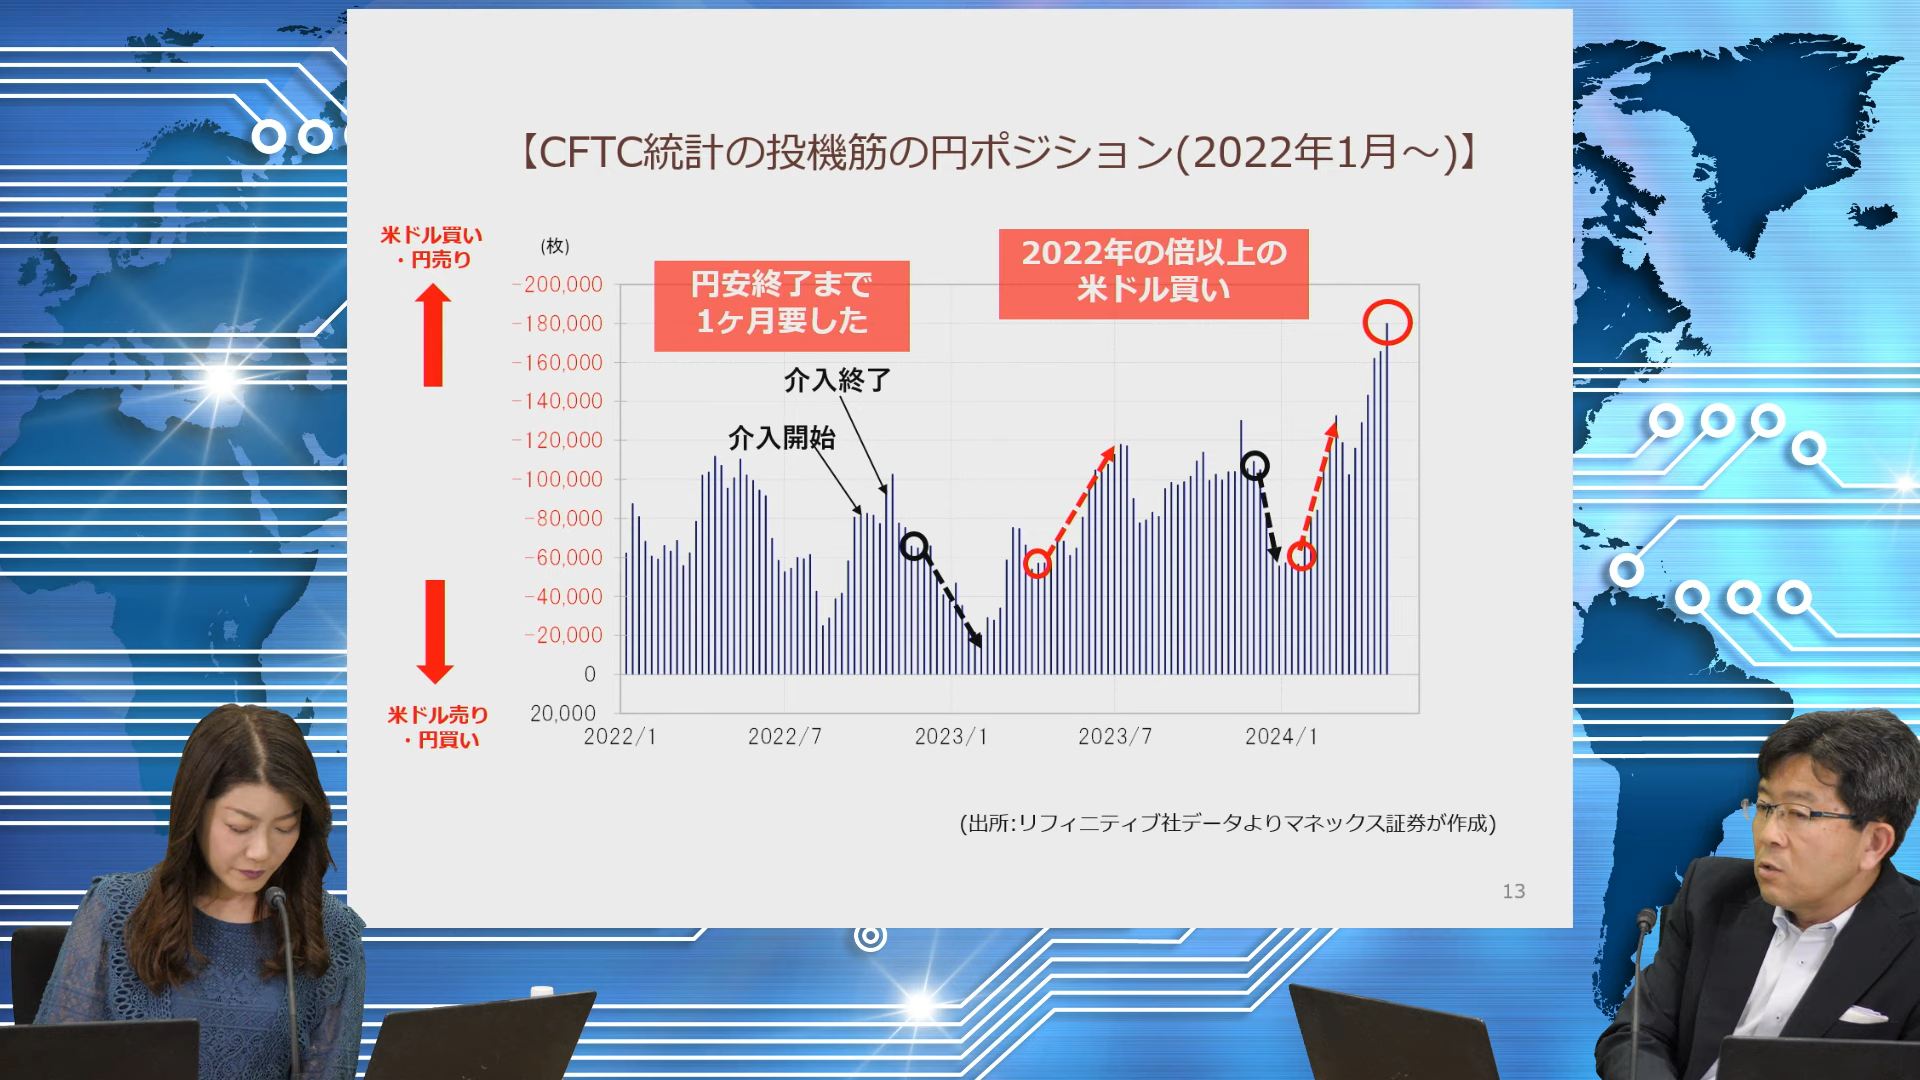 【CFTC統計の投機筋の円ポジション(2022年1月～)】
米ドル買い
・円売り
(枚)
円安終了まで
1ヶ月要した
2022年の倍以上の
米ドル買い
介入終了
介入開始
-200,000
-180,000
-160,000
-140,000
-120,000
-100,000
-80,000
-60,000
-40,000
-20,000
0
20,000
米ドル売り
・円買い
2022/1
2022/7
2023/1
2023/7
2024/1
(出所:リフィニティブ社データよりマネックス証券が作成)
13